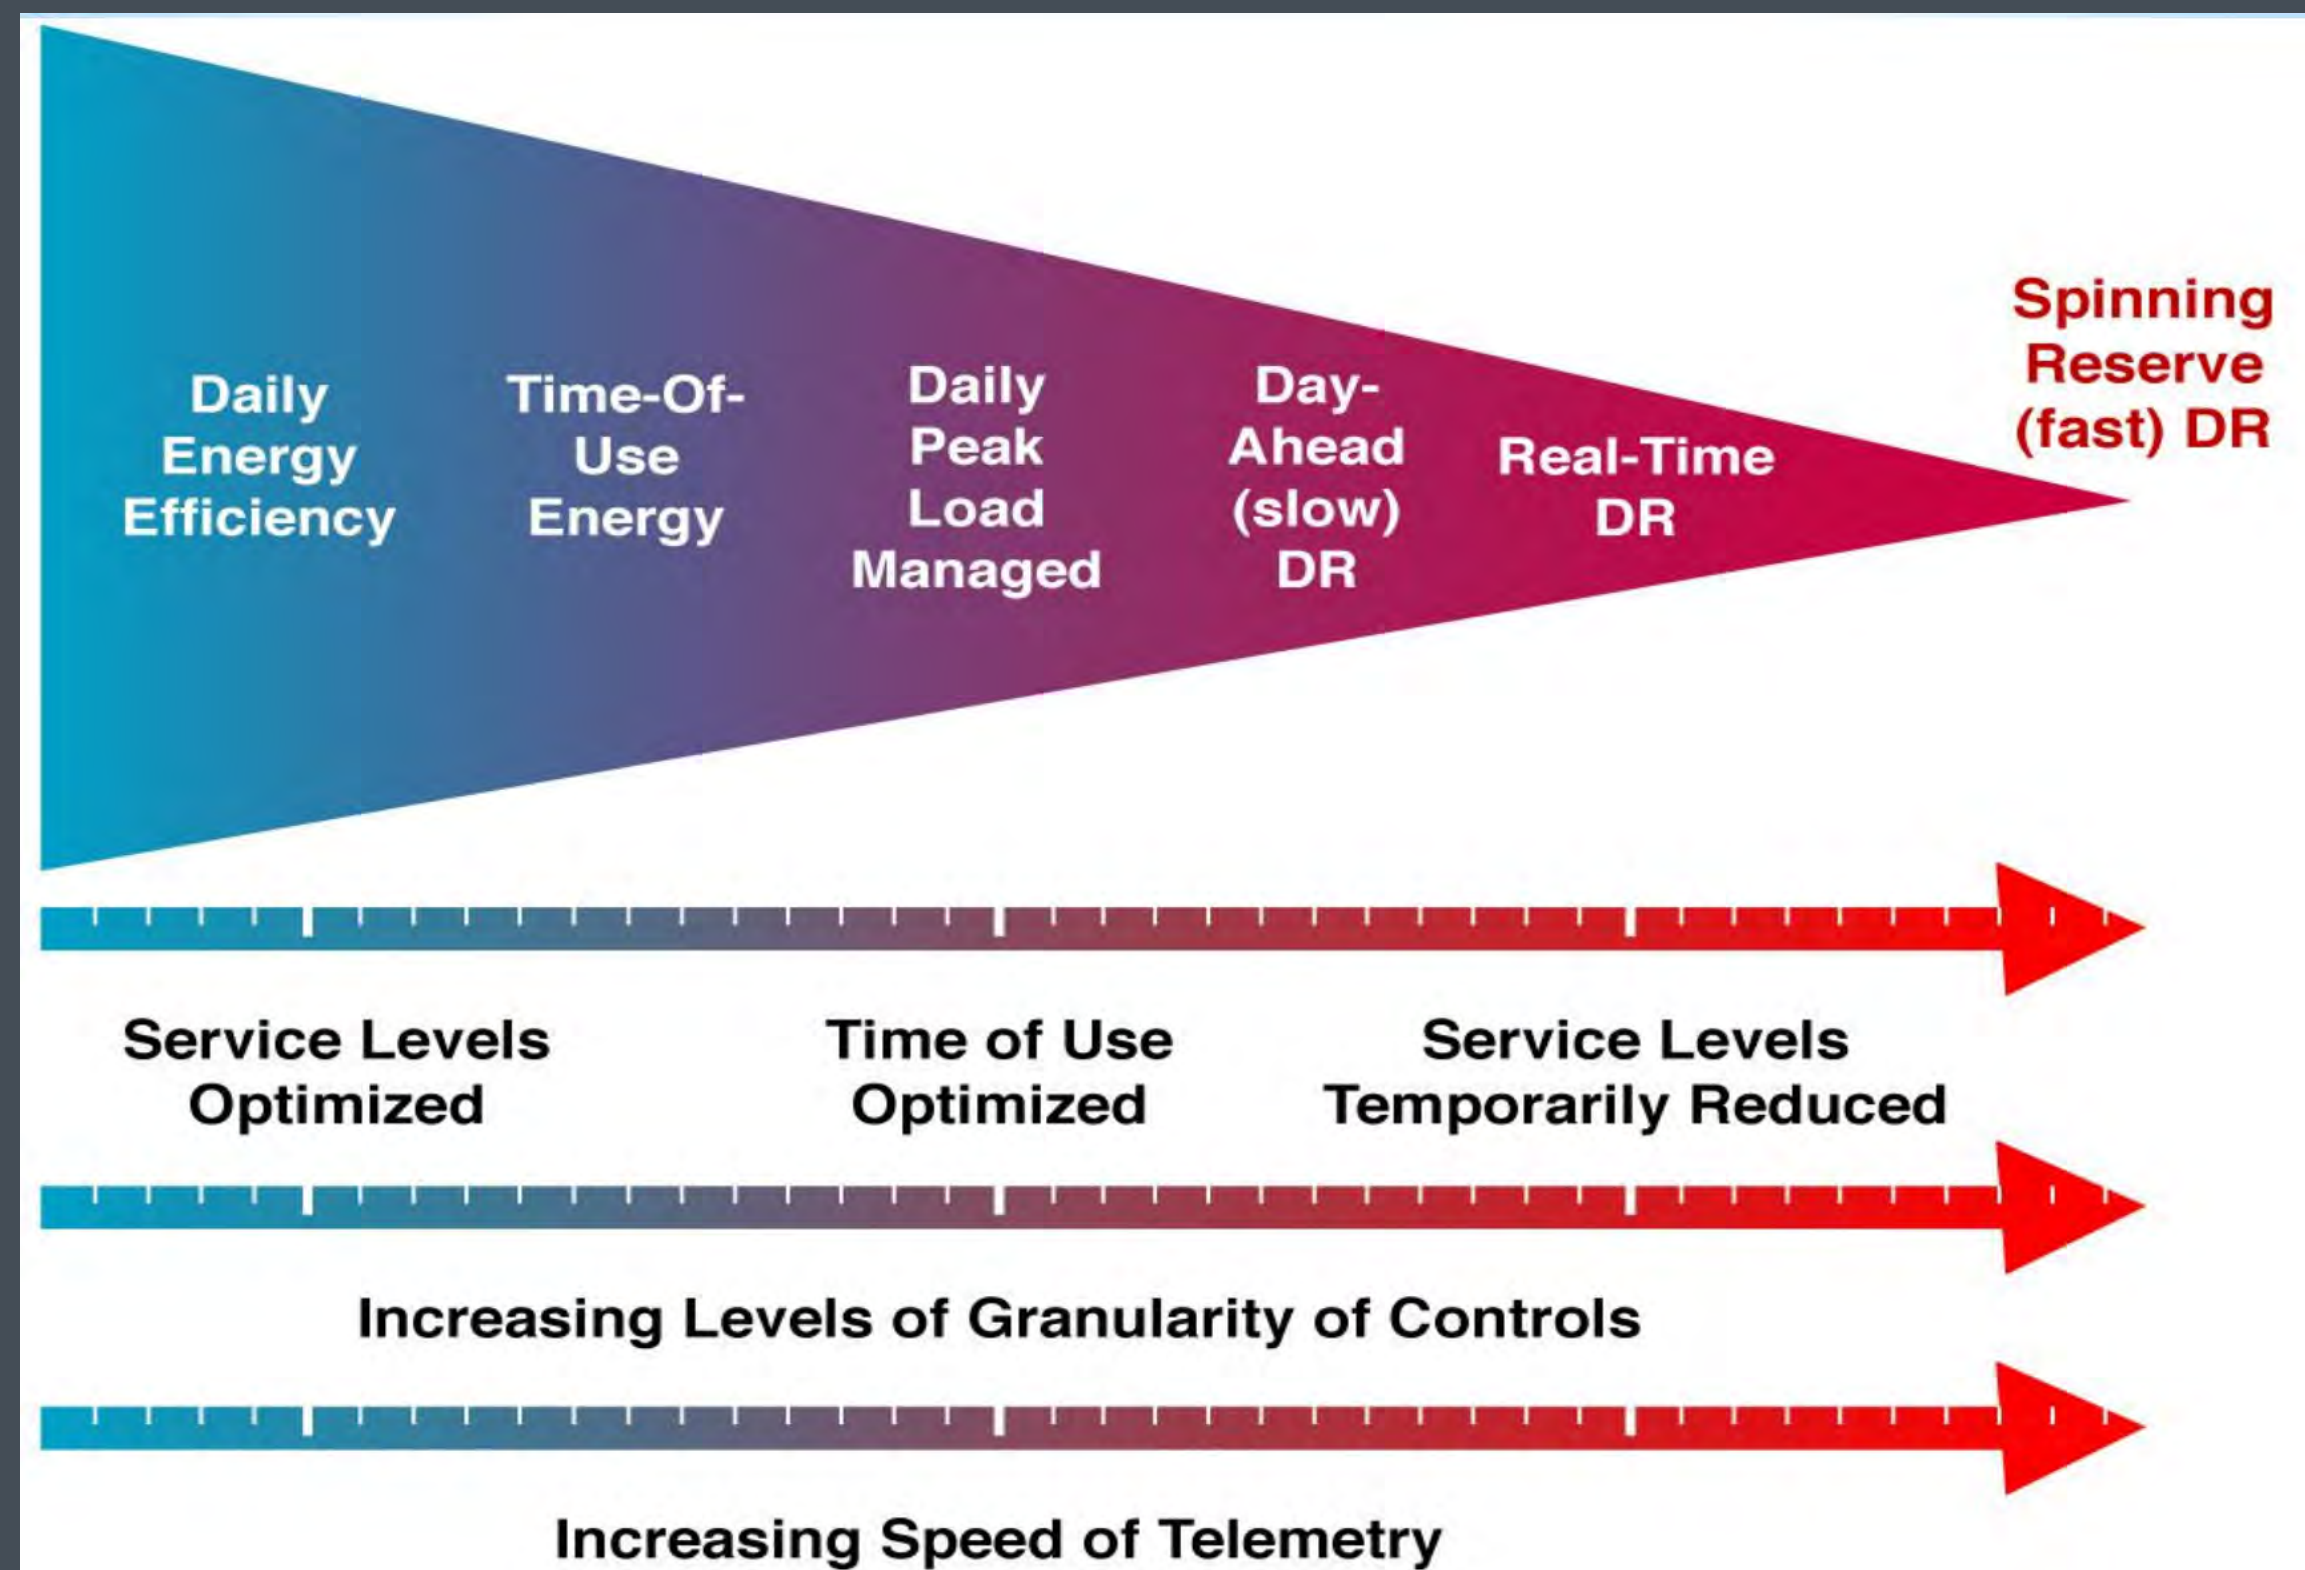 Daily
Energy
Efficiency
Time-Of-
Use
Energy
Daily
Peak
Load
Managed
Day-
Ahead
(slow)
DR
Real-Time
DR
Spinning
Reserve
(fast) DR
Service Levels
Optimized
Time of Use
Optimized
Service Levels
Temporarily Reduced
Increasing Levels of Granularity of Controls
Increasing Speed of Telemetry